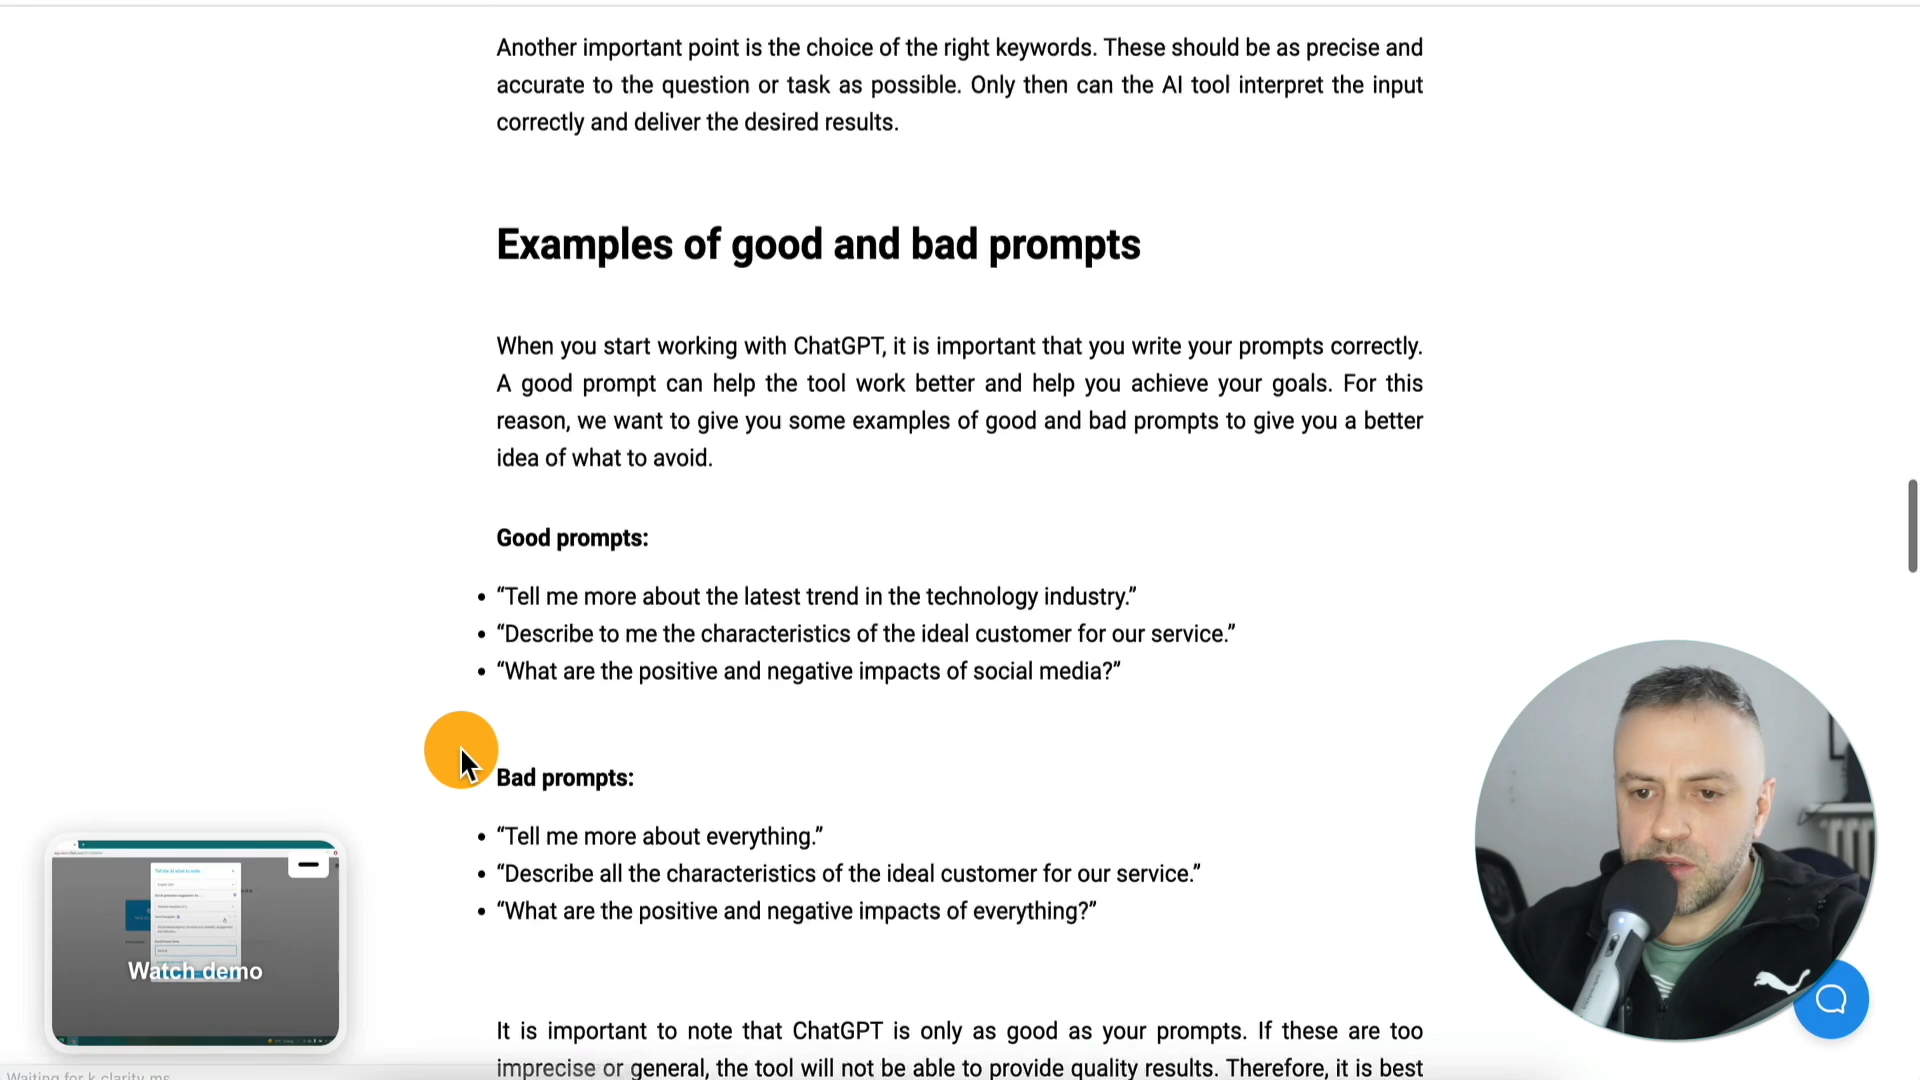 Another important point is the choice of the right keywords. These should be as precise and
accurate to the question or task as possible. Only then can the AI tool interpret the input
correctly and deliver the desired results.
Examples of good and bad prompts
When you start working with ChatGPT, it is important that you write your prompts correctly.
A good prompt can help the tool work better and help you achieve your goals. For this
reason, we want to give you some examples of good and bad prompts to give you a better
idea of what to avoid.
Good prompts:
• “Tell me more about the latest trend in the technology industry.”
• “Describe to me the characteristics of the ideal customer for our service.”
• “What are the positive and negative impacts of social media?”
Bad prompts:
• “Tell me more about everything.”
• “Describe all the characteristics of the ideal customer for our service.”
• “What are the positive and negative impacts of everything?”
Watch demo
It is important to note that ChatGPT is only as good as your prompts. If these are too
imprecise or general, the tool will not be able to provide quality results. Therefore, it is best
Waiting for k.clarity.ms